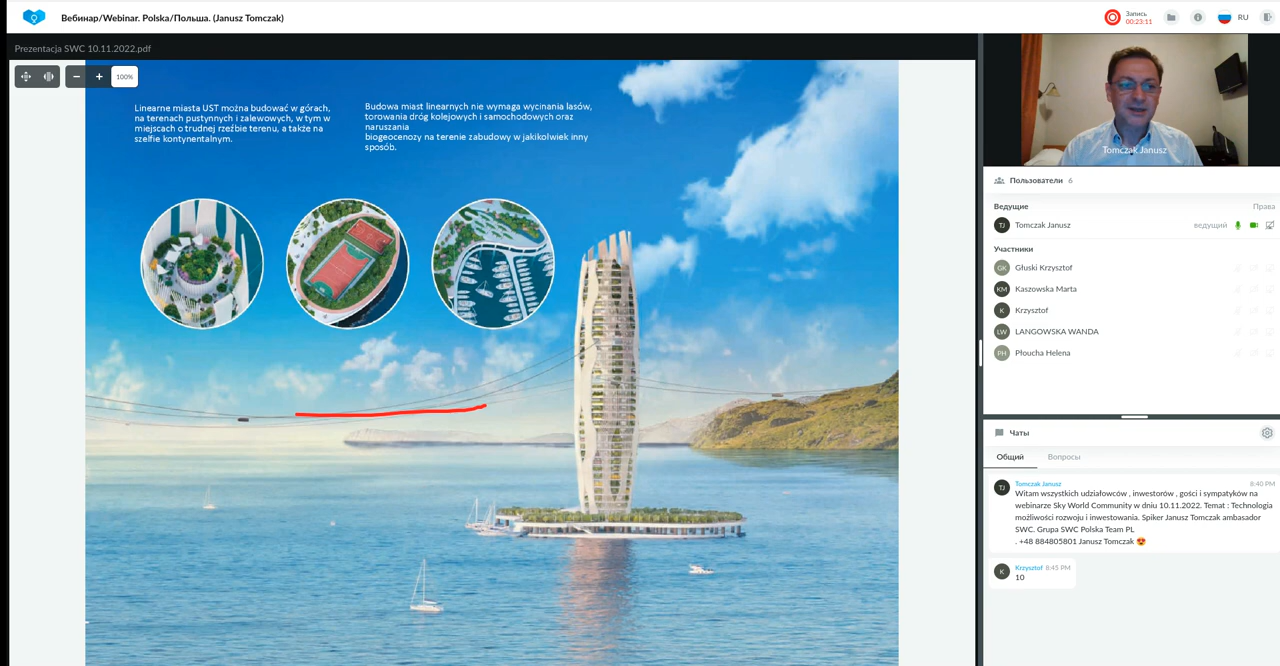 Вебинар/Webinar. Polska/Польша. (Janusz Tomczak)
Запись
00:23:11
RU
Prezentacja SWC 10.11.2022.pdf
100%
Linearne miasta UST można budować w górach,
na terenach pustynnych i zalewowych, w tym w
miejscach o trudnej rzeźbie terenu, a także na
szelfie kontynentalnym.
Budowa miast linearnych nie wymaga wycinania lasów,
torowania dróg kolejowych i samochodowych oraz
naruszania
biogeocenozy na terenie zabudowy w jakikolwiek inny
sposób.
Tomczak Janusz
Пользователи 6
Ведущие Права
TJ Tomczak Janusz ведущий
Участники
GK Głuski Krzysztof
KM Kaszowska Marta
K Krzysztof
LW LANGOWSKA WANDA
PH Płoucha Helena
Чаты
Общий Вопросы
TJ Tomczak Janusz 8:40 PM
Witam wszystkich udziałowców , inwestorów , gości i sympatyków na
webinarze Sky World Community w dniu 10.11.2022. Temat : Technologia
możliwości rozwoju i inwestowania. Spiker Janusz Tomczak ambasador
SWC. Grupa SWC Polska Team PL
. +48 884805801 Janusz Tomczak 😍
K Krzysztof 8:45 PM
10